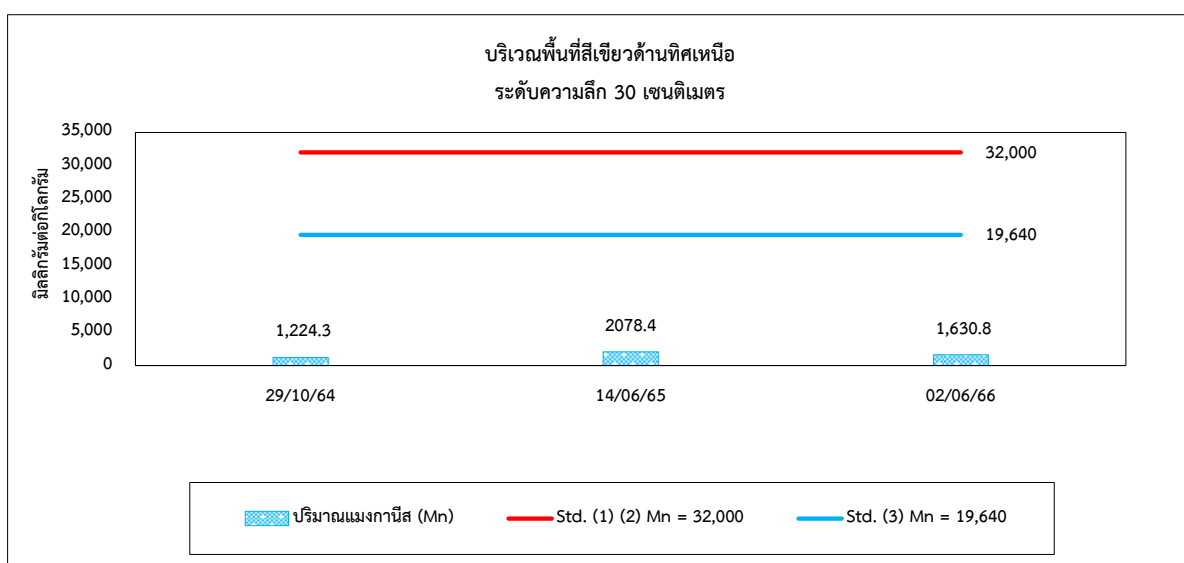 บริเวณพื้นที่สีเขียวด้านทิศเหนือ
ระดับความลึก 30 เซนติเมตร
มิลลิกรัมต่อกิโลกรัม
35,000
30,000
25,000
20,000
15,000
10,000
5,000
0
32,000
19,640
1,224.3
2078.4
1,630.8
29/10/64
14/06/65
02/06/66
ปริมาณแมงกานีส (Mn)
Std. (1) (2) Mn = 32,000
Std. (3) Mn = 19,640